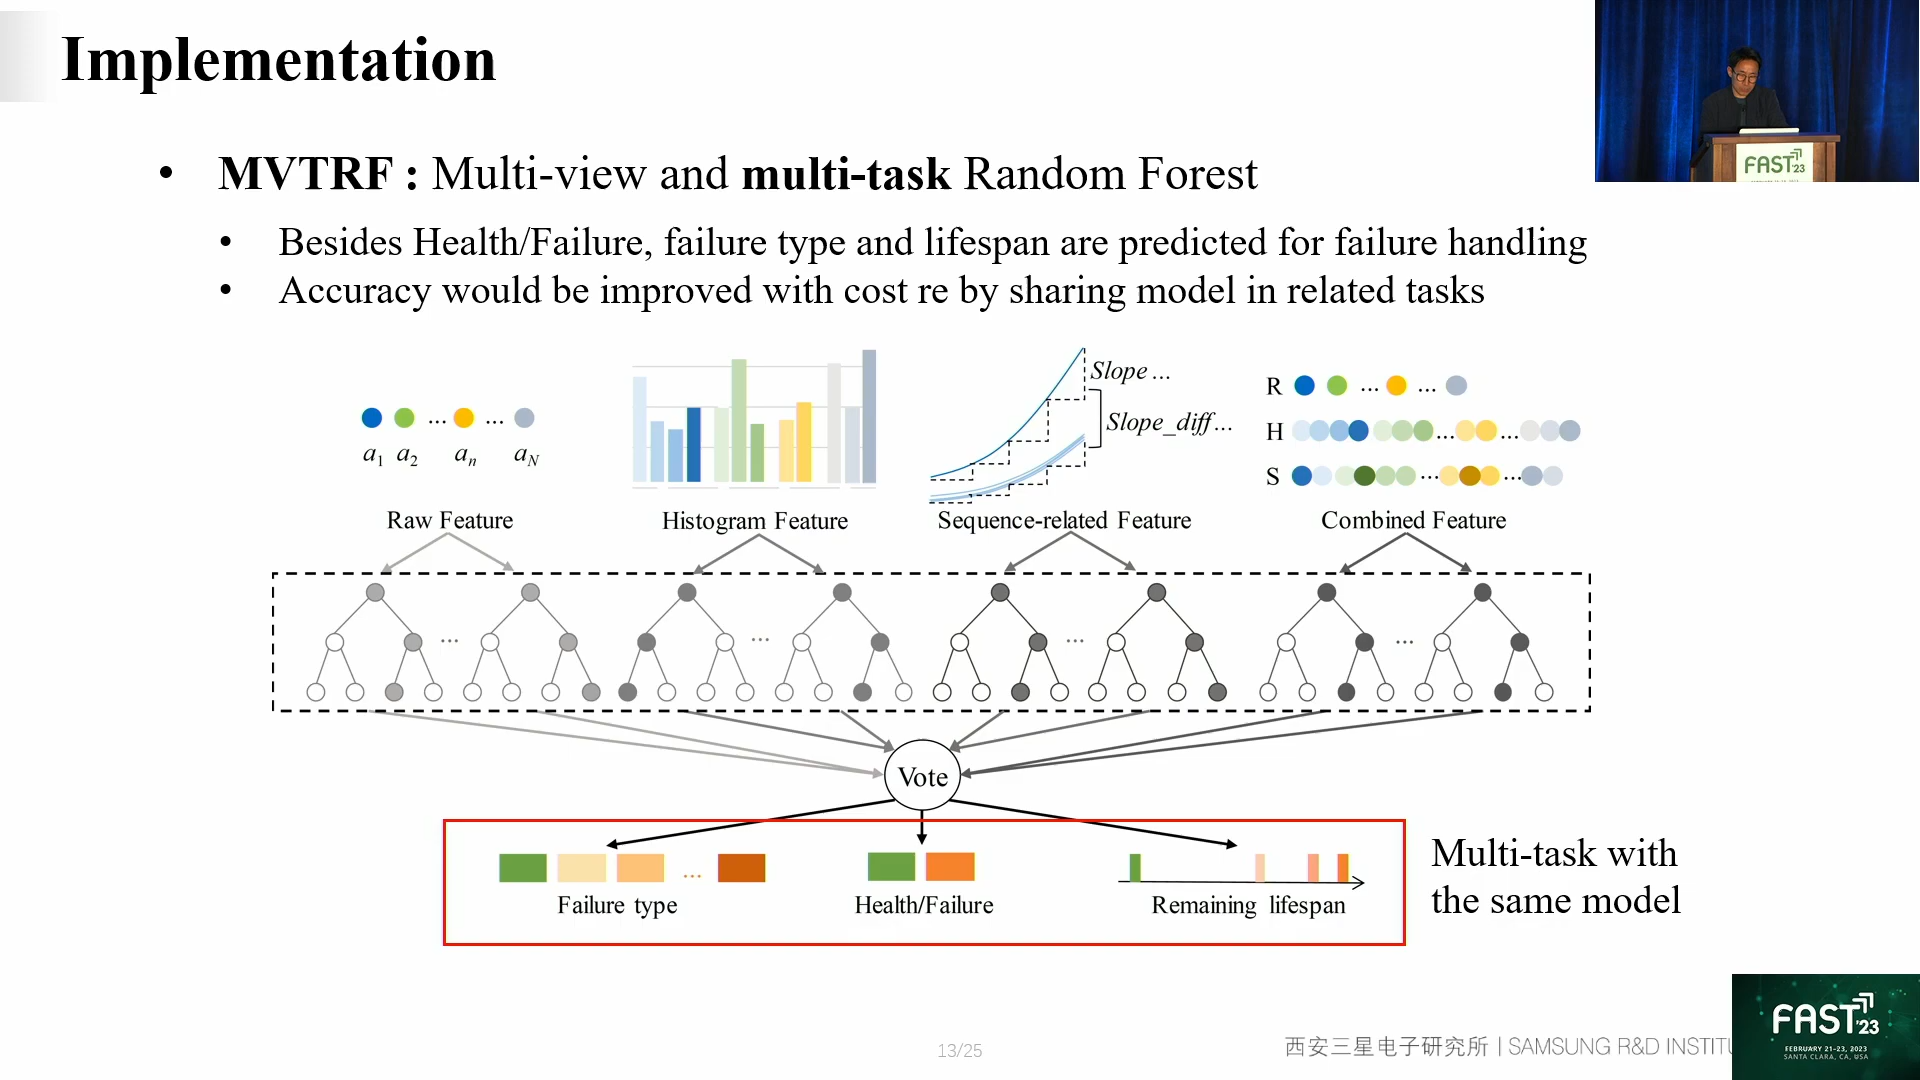 Implementation
• MVTRF : Multi-view and multi-task Random Forest
• Besides Health/Failure, failure type and lifespan are predicted for failure handling
• Accuracy would be improved with cost re by sharing model in related tasks
a1 a2 ... an ... aN
Raw Feature
Histogram Feature
Slope ...
Slope_diff...
Sequence-related Feature
R ... ...
H ... ...
S ... ...
Combined Feature
... ... ... ...
Vote
...
Failure type
Health/Failure
Remaining lifespan
Multi-task with
the same model
13/25
西安三星电子研究所 | SAMSUNG R&D INSTITU
FAST '23
FAST '23
FEBRUARY 21-23, 2023
SANTA CLARA, CA, USA